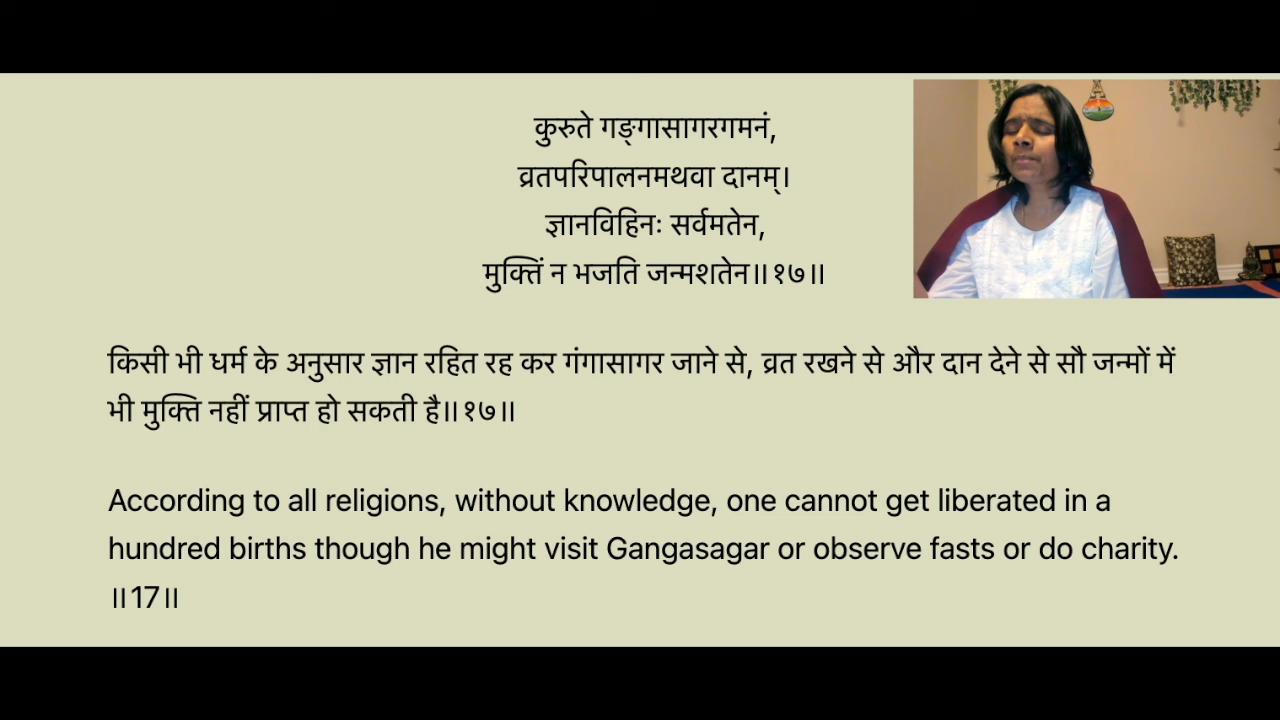 कुरुते गङ्गासागरगमनं,
व्रतपरिपालनमथवा दानम्।
ज्ञानविहिनः सर्वमतेन,
मुक्तिं न भजति जन्मशतेन॥१७॥
किसी भी धर्म के अनुसार ज्ञान रहित रह कर गंगासागर जाने से, व्रत रखने से और दान देने से सौ जन्मों में
भी मुक्ति नहीं प्राप्त हो सकती है॥१७॥
According to all religions, without knowledge, one cannot get liberated in a
hundred births though he might visit Gangasagar or observe fasts or do charity.
॥17॥